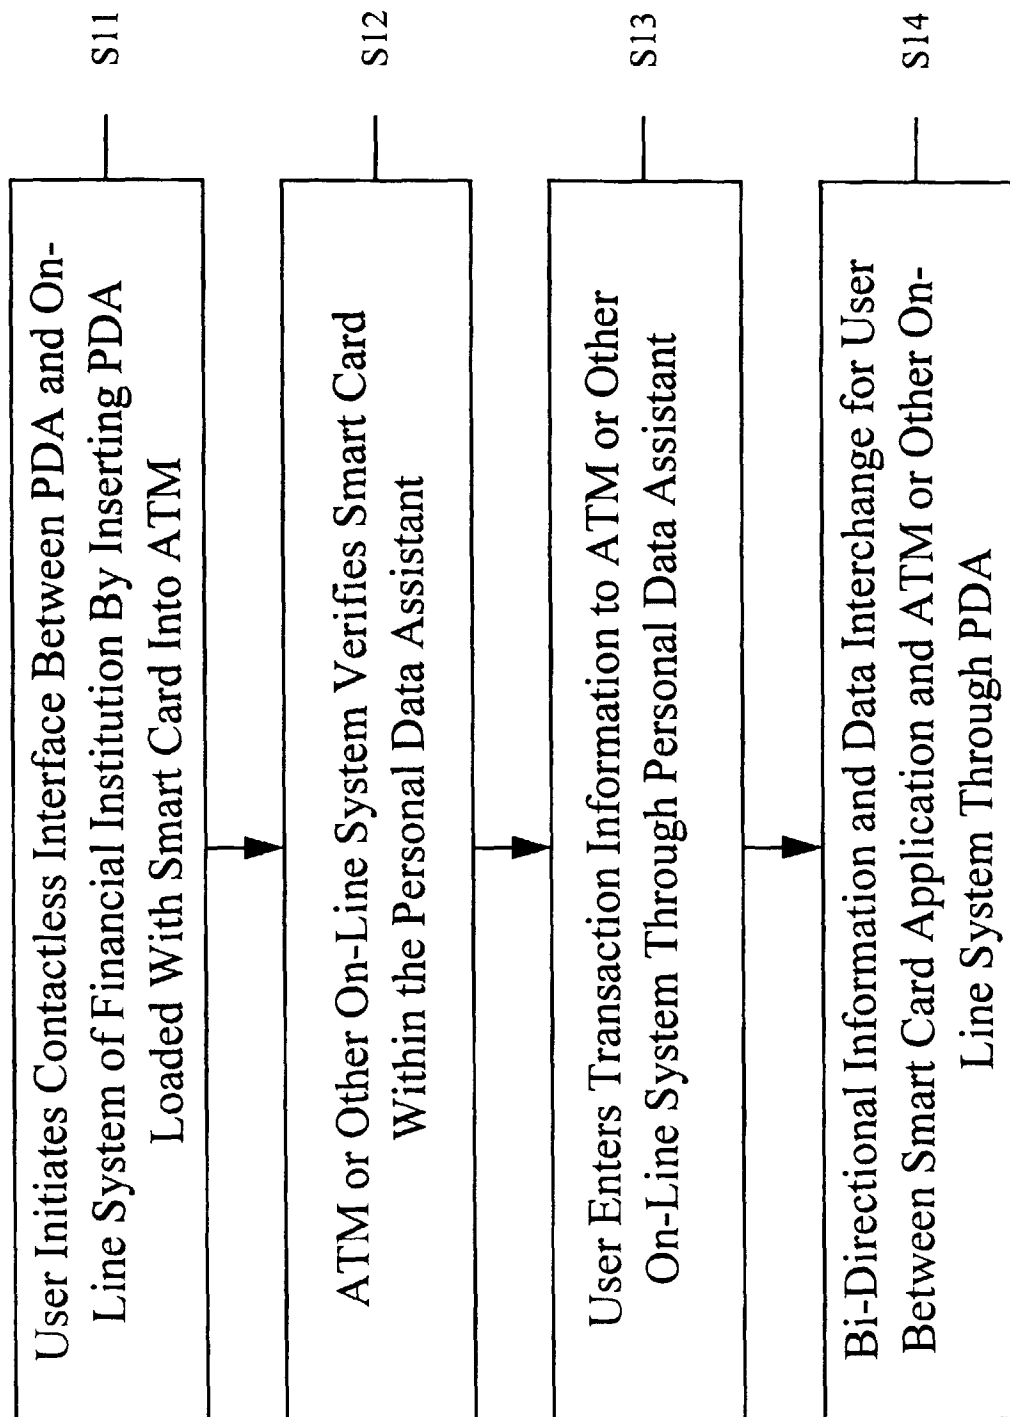 User Initiates Contactless Interface Between PDA and On-
Line System of Financial Institution By Inserting PDA
Loaded With Smart Card Into ATM
S11
ATM or Other On-Line System Verifies Smart Card
Within the Personal Data Assistant
S12
User Enters Transaction Information to ATM or Other
On-Line System Through Personal Data Assistant
S13
Bi-Directional Information and Data Interchange for User
Between Smart Card Application and ATM or Other On-
Line System Through PDA
S14